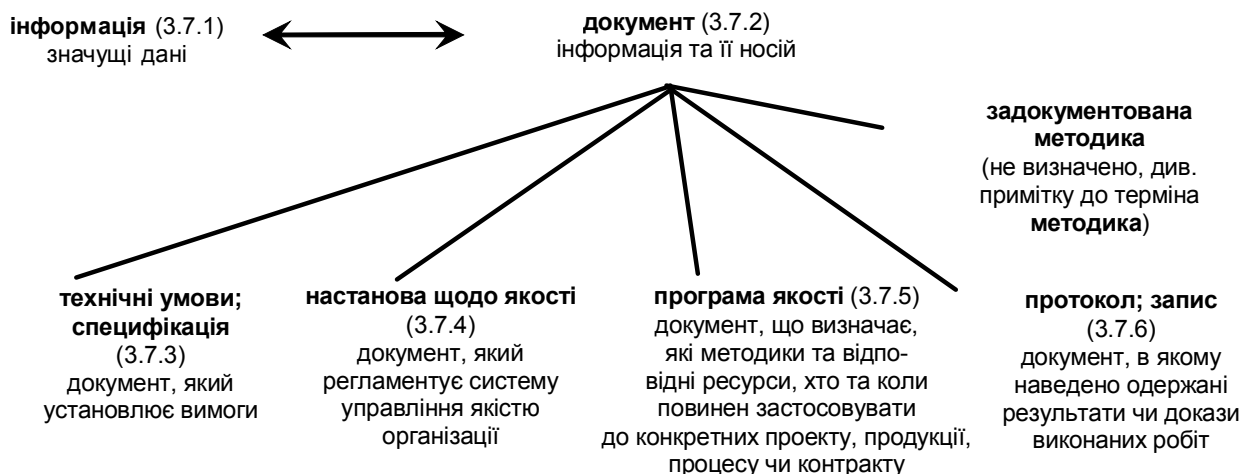 інформація (3.7.1)
значущі дані
документ (3.7.2)
інформація та її носій
задокументована
методика
(не визначено, див.
примітку до терміна
методика)
технічні умови;
специфікація
(3.7.3)
документ, який
установлює вимоги
настанова щодо якості
(3.7.4)
документ, який
регламентує систему
управління якістю
організації
програма якості (3.7.5)
документ, що визначає,
які методики та відпо-
відні ресурси, хто та коли
повинен застосовувати
до конкретних проекту, продукції,
процесу чи контракту
протокол; запис
(3.7.6)
документ, в якому
наведено одержані
результати чи докази
виконаних робіт